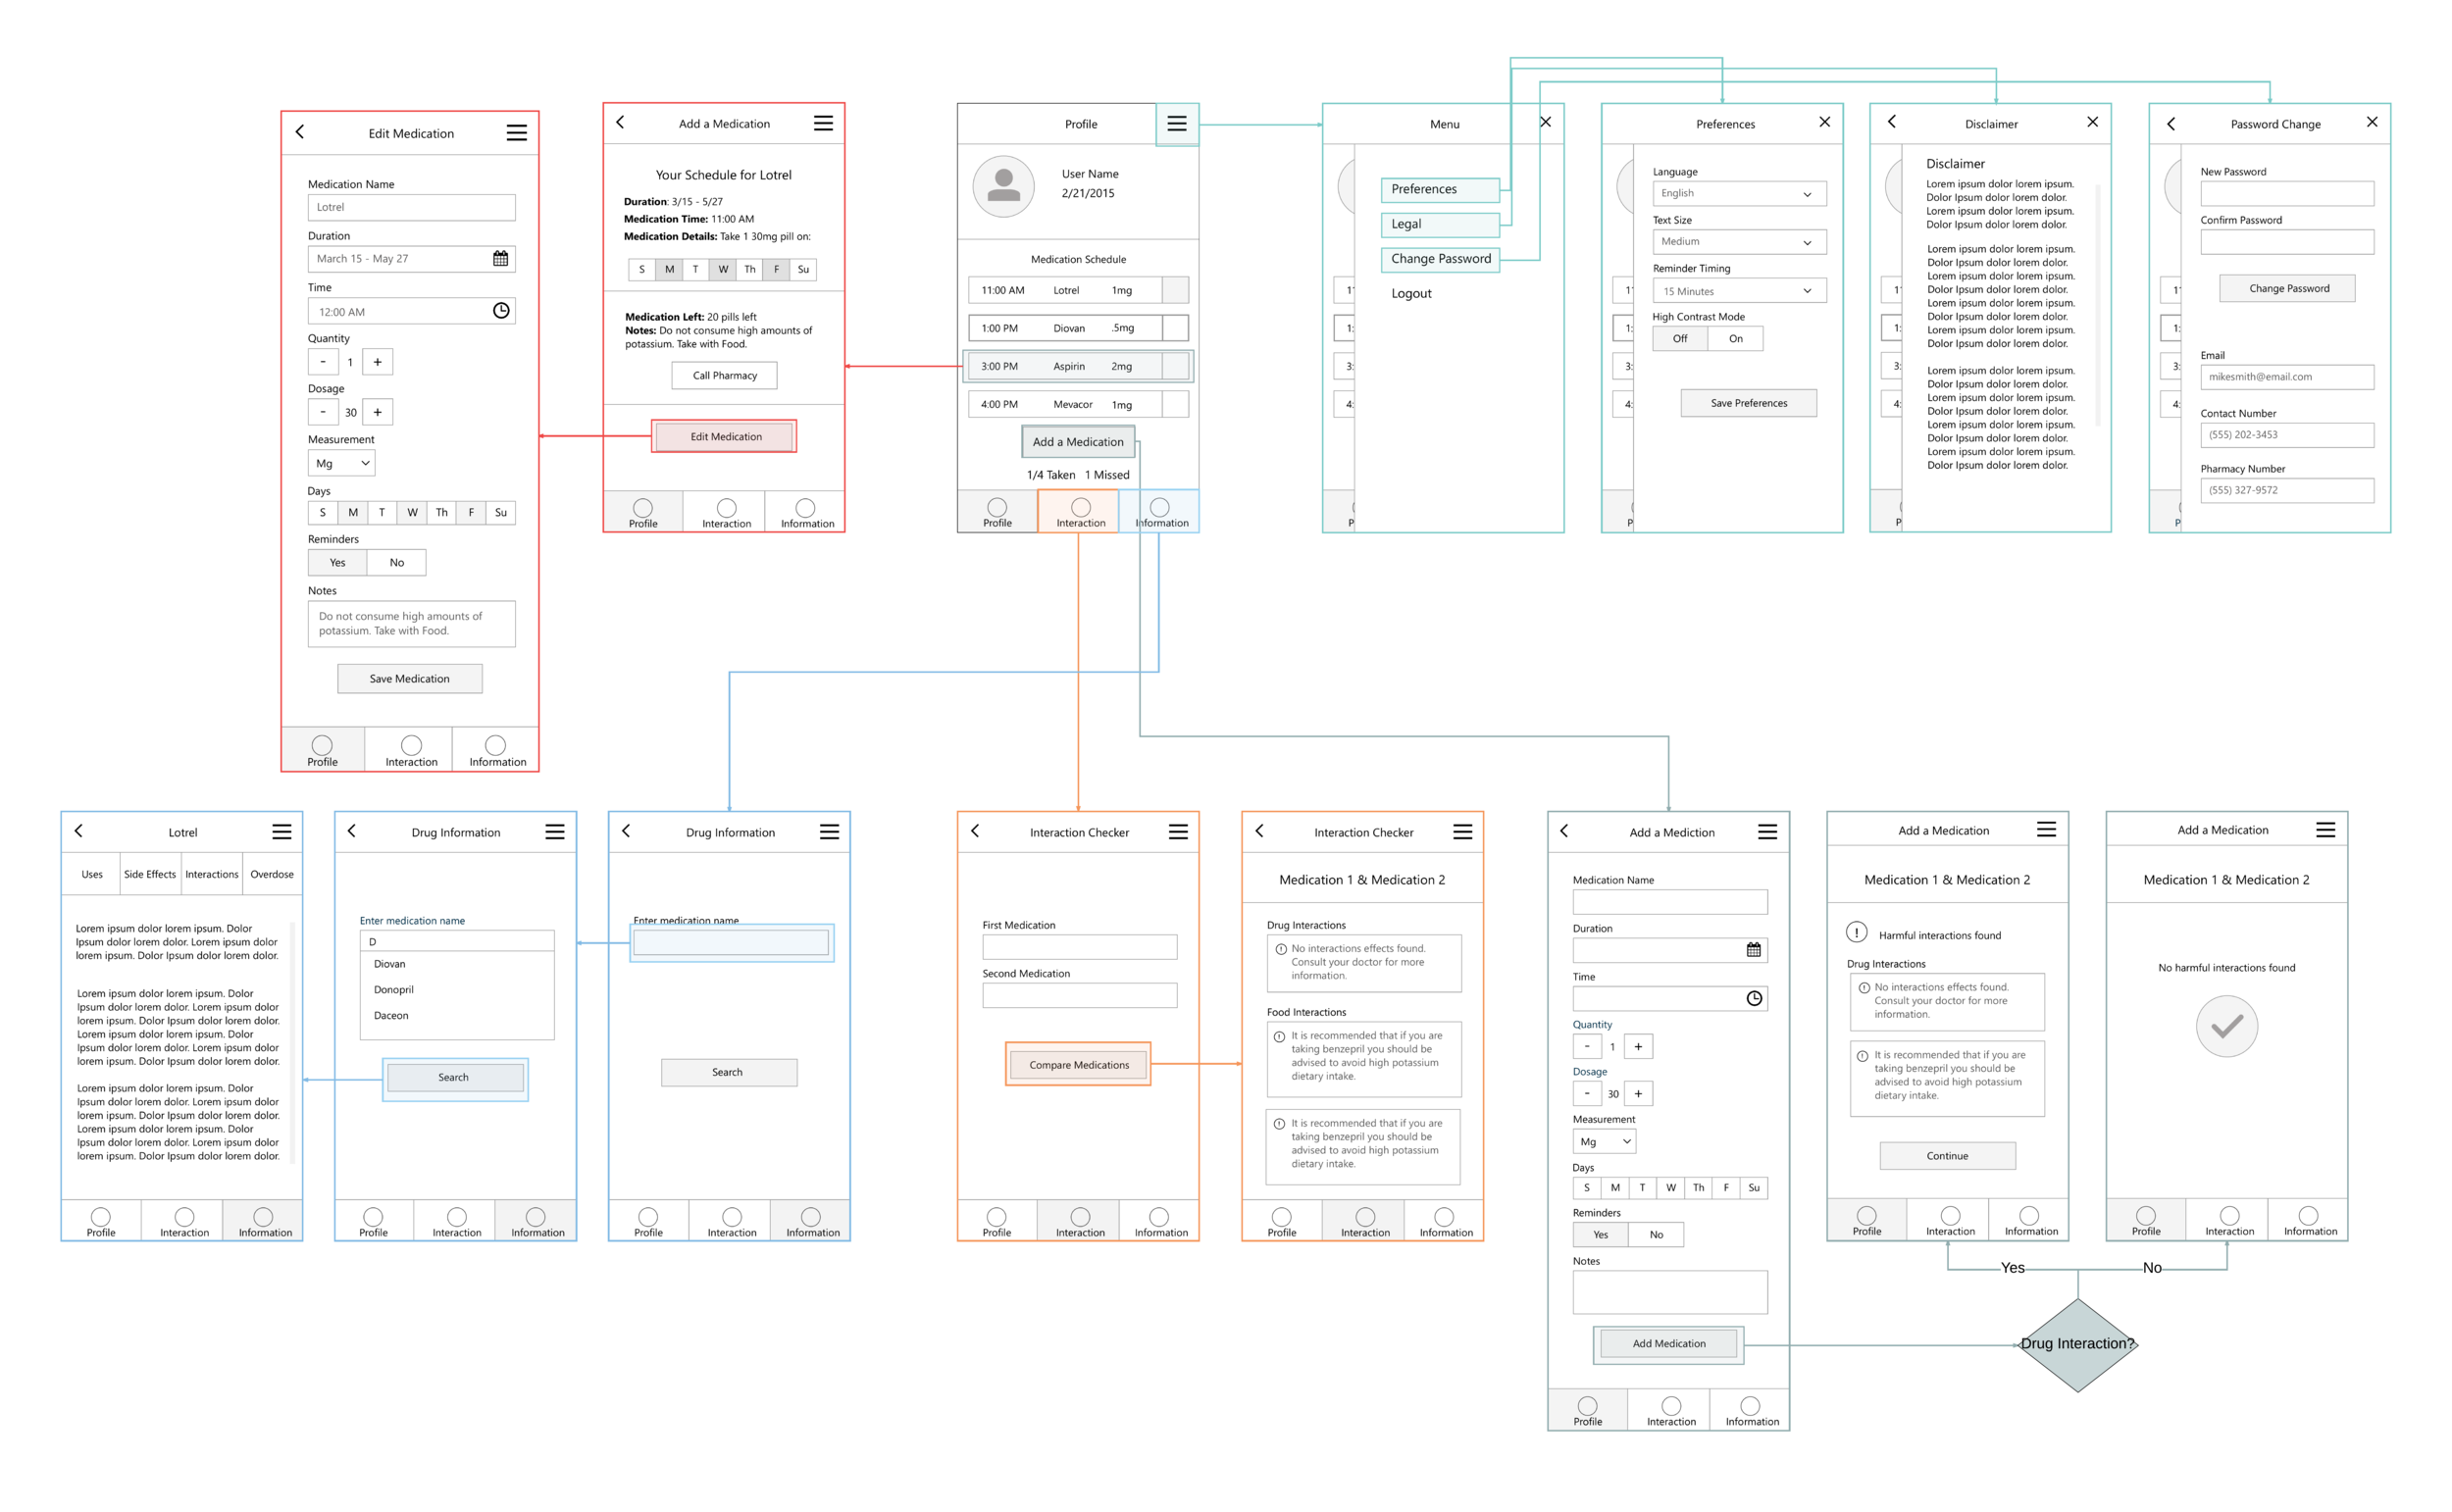 Edit Medication
Medication Name
Lotrel
Duration
March 15 - May 27
Time
12:00 AM
Quantity
- 1 +
Dosage
- 30 +
Measurement
Mg
Days
S M T W Th F Su
Reminders
Yes No
Notes
Do not consume high amounts of
potassium. Take with Food.
Save Medication
Profile Interaction Information
Add a Medication
Your Schedule for Lotrel
Duration: 3/15 - 5/27
Medication Time: 11:00 AM
Medication Details: Take 1 30mg pill on:
S M T W Th F Su
Medication Left: 20 pills left
Notes: Do not consume high amounts of
potassium. Take with Food.
Call Pharmacy
Edit Medication
Profile Interaction Information
Profile
User Name
2/21/2015
Medication Schedule
11:00 AM Lotrel 1mg
1:00 PM Diovan .5mg
3:00 PM Aspirin 2mg
4:00 PM Mevacor 1mg
Add a Medication
1/4 Taken 1 Missed
Profile Interaction Information
Menu
Preferences
Legal
Change Password
Logout
11
1:
3:
4:
P
Preferences
Language
English
Text Size
Medium
Reminder Timing
15 Minutes
High Contrast Mode
Off On
Save Preferences
11
1:
3:
4:
P
Disclaimer
Disclaimer
Lorem ipsum dolor lorem ipsum.
Dolor Ipsum dolor lorem dolor.
Lorem ipsum dolor lorem ipsum.
Dolor Ipsum dolor lorem dolor.
Lorem ipsum dolor lorem ipsum.
Dolor Ipsum dolor lorem dolor.
Lorem ipsum dolor lorem ipsum.
Dolor Ipsum dolor lorem dolor.
Lorem ipsum dolor lorem ipsum.
Dolor Ipsum dolor lorem dolor.
Lorem ipsum dolor lorem ipsum.
Dolor Ipsum dolor lorem dolor.
Lorem ipsum dolor lorem ipsum.
Dolor Ipsum dolor lorem dolor.
Lorem ipsum dolor lorem ipsum.
Dolor Ipsum dolor lorem dolor.
Lorem ipsum dolor lorem ipsum.
Dolor Ipsum dolor lorem dolor.
Lorem ipsum dolor lorem ipsum.
Dolor Ipsum dolor lorem dolor.
11
1:
3:
4:
P
Password Change
New Password
Confirm Password
Change Password
Email
mikesmith@email.com
Contact Number
(555) 202-3453
Pharmacy Number
(555) 327-9572
11
1:
3:
4:
P
Lotrel
Uses Side Effects Interactions Overdose
Lorem ipsum dolor lorem ipsum. Dolor
Ipsum dolor lorem dolor. Lorem ipsum dolor
lorem ipsum. Dolor Ipsum dolor lorem dolor.
Lorem ipsum dolor lorem ipsum. Dolor
Ipsum dolor lorem dolor. Lorem ipsum dolor
lorem ipsum. Dolor Ipsum dolor lorem dolor.
Lorem ipsum dolor lorem ipsum. Dolor
Ipsum dolor lorem dolor. Lorem ipsum dolor
lorem ipsum. Dolor Ipsum dolor lorem dolor.
Lorem ipsum dolor lorem ipsum. Dolor
Ipsum dolor lorem dolor. Lorem ipsum dolor
lorem ipsum. Dolor Ipsum dolor lorem dolor.
Lorem ipsum dolor lorem ipsum. Dolor
Ipsum dolor lorem dolor. Lorem ipsum dolor
lorem ipsum. Dolor Ipsum dolor lorem dolor.
Profile Interaction Information
Drug Information
Enter medication name
D
Diovan
Donopril
Daceon
Search
Profile Interaction Information
Drug Information
Enter medication name
Search
Profile Interaction Information
Interaction Checker
First Medication
Second Medication
Compare Medications
Profile Interaction Information
Interaction Checker
Medication 1 & Medication 2
Drug Interactions
No interactions effects found.
Consult your doctor for more
information.
Food Interactions
It is recommended that if you are
taking benzepril you should be
advised to avoid high potassium
dietary intake.
It is recommended that if you are
taking benzepril you should be
advised to avoid high potassium
dietary intake.
Profile Interaction Information
Add a Mediction
Medication Name
Duration
Time
Quantity
- 1 +
Dosage
- 30 +
Measurement
Mg
Days
S M T W Th F Su
Reminders
Yes No
Notes
Add Medication
Profile Interaction Information
Add a Medication
Medication 1 & Medication 2
Harmful interactions found
Drug Interactions
No interactions effects found.
Consult your doctor for more
information.
It is recommended that if you are
taking benzepril you should be
advised to avoid high potassium
dietary intake.
Continue
Profile Interaction Information
Add a Medication
Medication 1 & Medication 2
No harmful interactions found
Profile Interaction Information
Yes No
Drug Interaction?